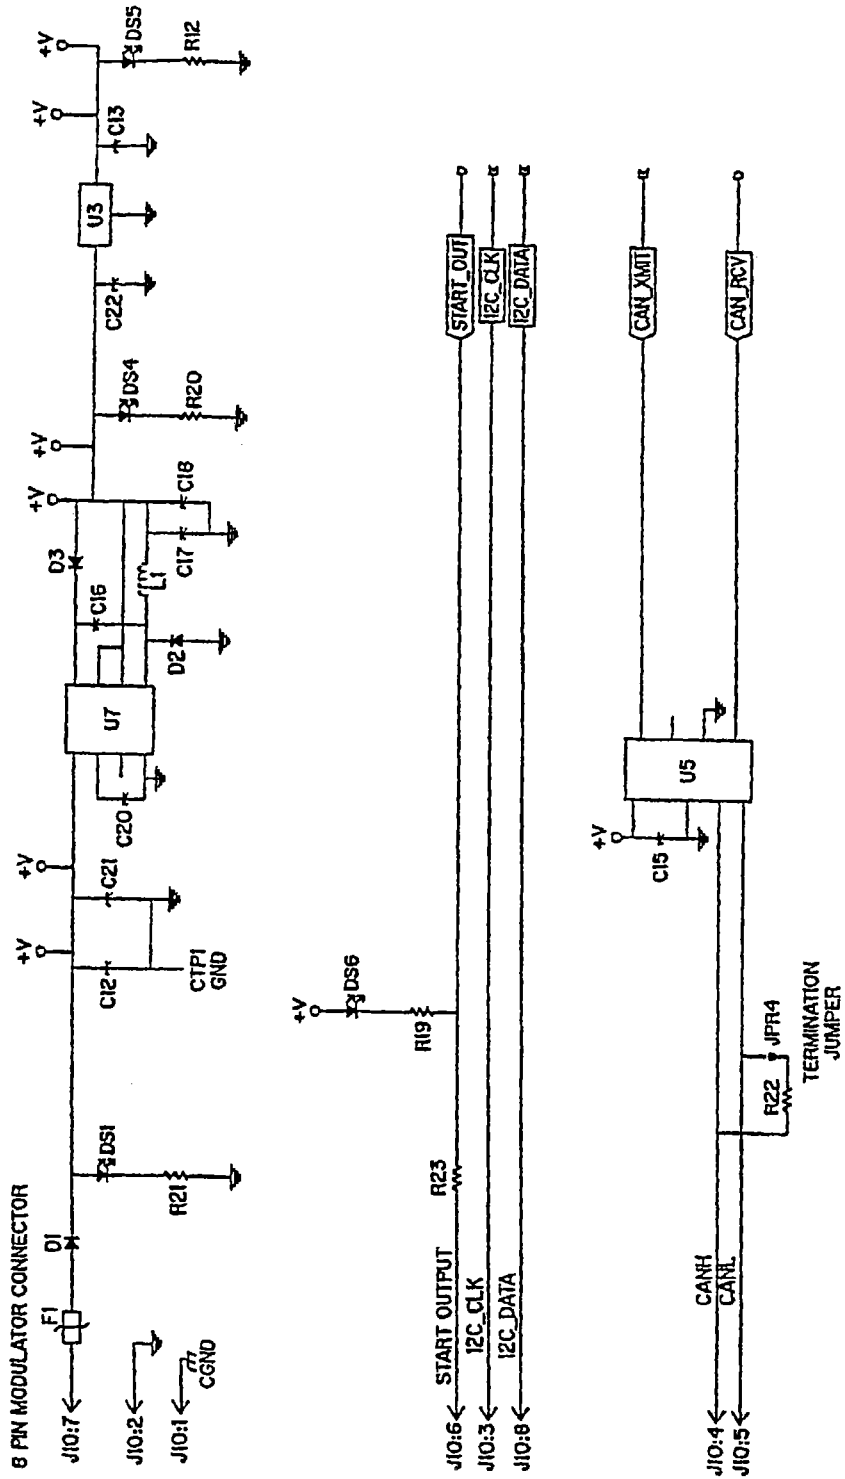 8 PIN MODULATOR CONNECTOR
J10:7
F1
D1
DS1
R21
+V
C12
CTP1
GND
+V
C21
C20
U7
C16
D2
D3
L1
C17
C18
+V
+V
DS4
R20
C22
U3
C13
+V
+V
DS5
R12
J10:2
J10:1
CGND
J10:6
START OUTPUT
R23
+V
DS6
R19
START_OUT
J10:3
I2C_CLK
I2C_CLK
J10:8
I2C_DATA
I2C_DATA
J10:4
CANH
J10:5
CANL
R22
JPR4
TERMINATION
JUMPER
+V
C15
U5
CAN_XMIT
CAN_RCV